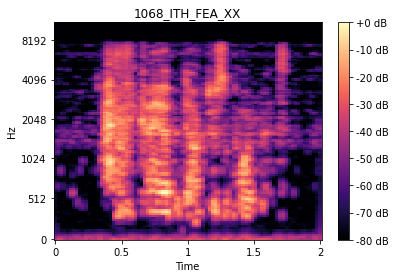 1068_ITH_FEA_XX
8192
4096
2048
1024
512
0
Hz
0
0.5
1
1.5
2
Time
+0 dB
-10 dB
-20 dB
-30 dB
-40 dB
-50 dB
-60 dB
-70 dB
-80 dB